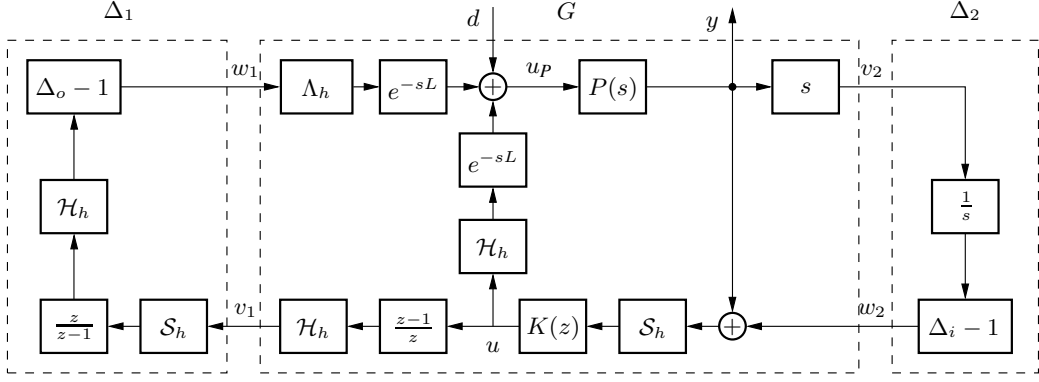 Δ₁ d G y Δ₂
Δₒ − 1 w₁ Λₕ e⁻ˢᴸ + u_P P(s) s v₂
e⁻ˢᴸ
ℋₕ ℋₕ 1/s
z/(z−1) 𝒮ₕ v₁ ℋₕ (z−1)/z u K(z) 𝒮ₕ + w₂ Δᵢ − 1